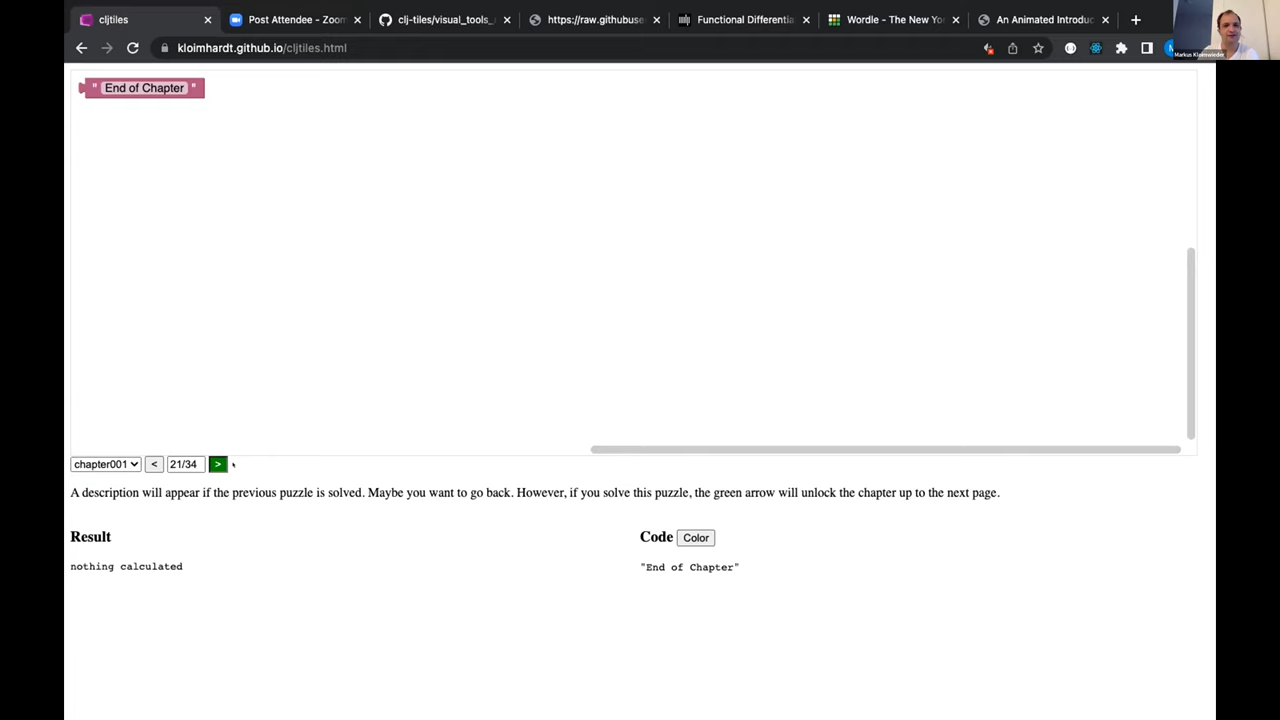 cljtiles
Post Attendee - Zoom
clj-tiles/visual_tools_
https://raw.githubuse
Functional Differentia
Wordle - The New Yo
An Animated Introduc
kloimhardt.github.io/cljtiles.html
Markus Kloimwieder
" End of Chapter "
chapter001
<
21/34
>
A description will appear if the previous puzzle is solved. Maybe you want to go back. However, if you solve this puzzle, the green arrow will unlock the chapter up to the next page.
Result
Code Color
nothing calculated
"End of Chapter"